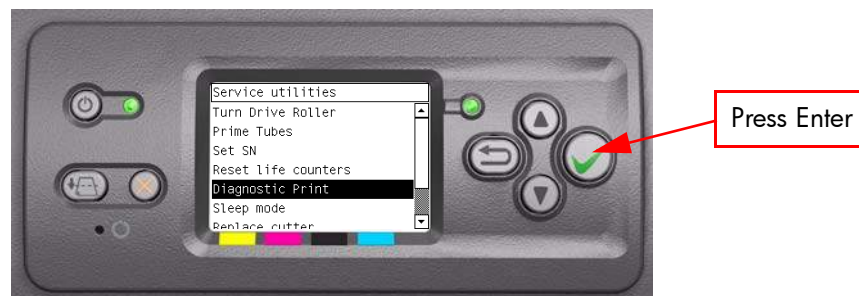 Service utilities
Turn Drive Roller
Prime Tubes
Set SN
Reset life counters
Diagnostic Print
Sleep mode
Replace cutter
Press Enter